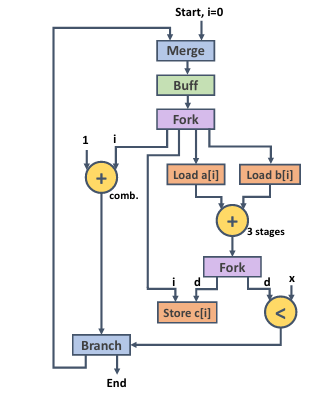 Start, i=0
Merge
Buff
Fork
1
i
+
comb.
Load a[i]
Load b[i]
+
3 stages
Fork
i
d
d
x
Store c[i]
<
Branch
End